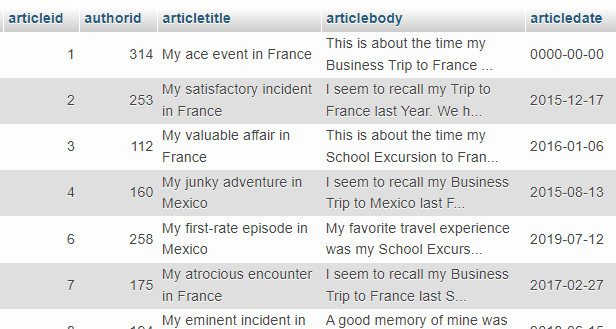 articleid authorid articletitle articlebody articledate
1 314 My ace event in France This is about the time my 0000-00-00
Business Trip to France ...
2 253 My satisfactory incident I seem to recall my Trip to 2015-12-17
in France France last Year. We h...
3 112 My valuable affair in This is about the time my 2016-01-06
France School Excursion to Fran...
4 160 My junky adventure in I seem to recall my Business 2015-08-13
Mexico Trip to Mexico last F...
6 258 My first-rate episode in My favorite travel experience 2019-07-12
Mexico was my School Excurs...
7 175 My atrocious encounter I seem to recall my Business 2017-02-27
in France Trip to France last S...
My eminent incident in A good memory of mine was